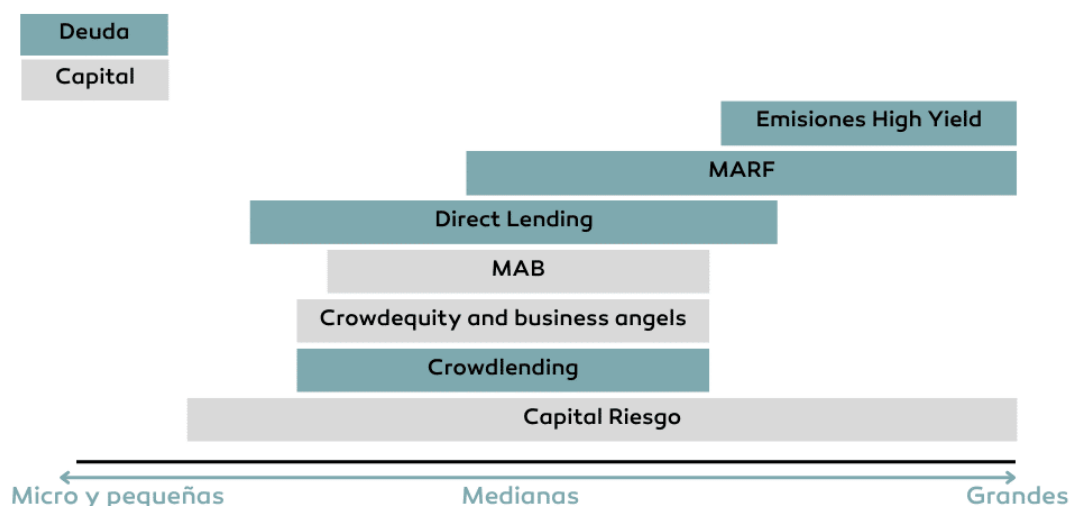 Deuda
Capital
Emisiones High Yield
MARF
Direct Lending
MAB
Crowdequity and business angels
Crowdlending
Capital Riesgo
Micro y pequeñas
Medianas
Grandes